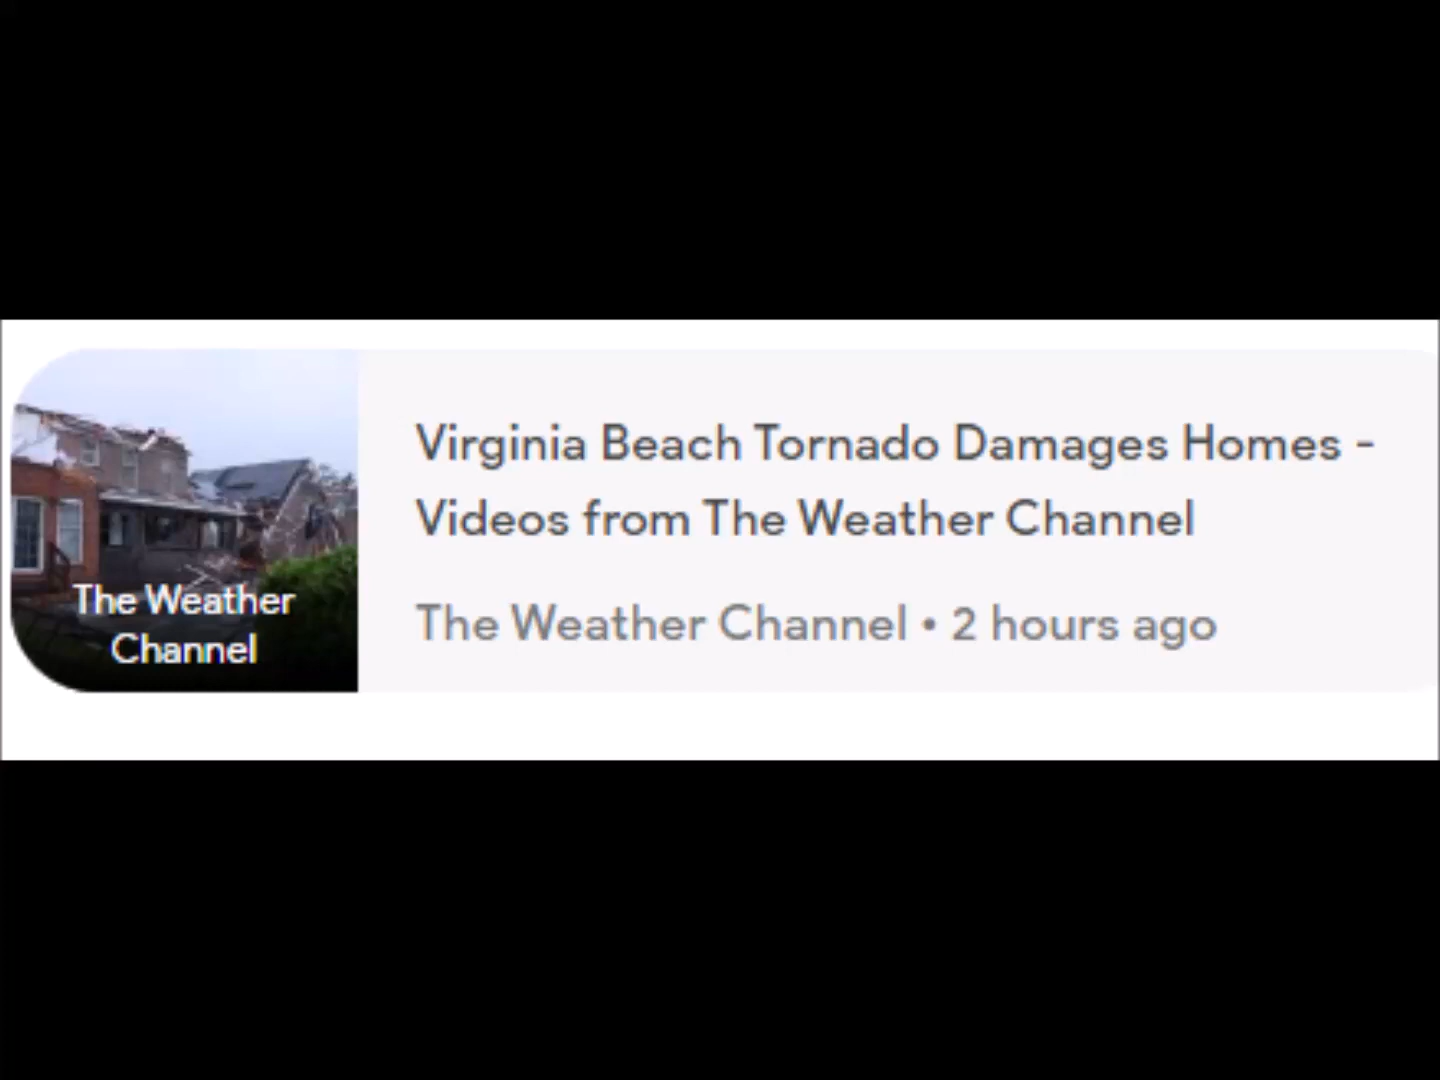 Virginia Beach Tornado Damages Homes -
Videos from The Weather Channel
The Weather Channel • 2 hours ago
The Weather
Channel